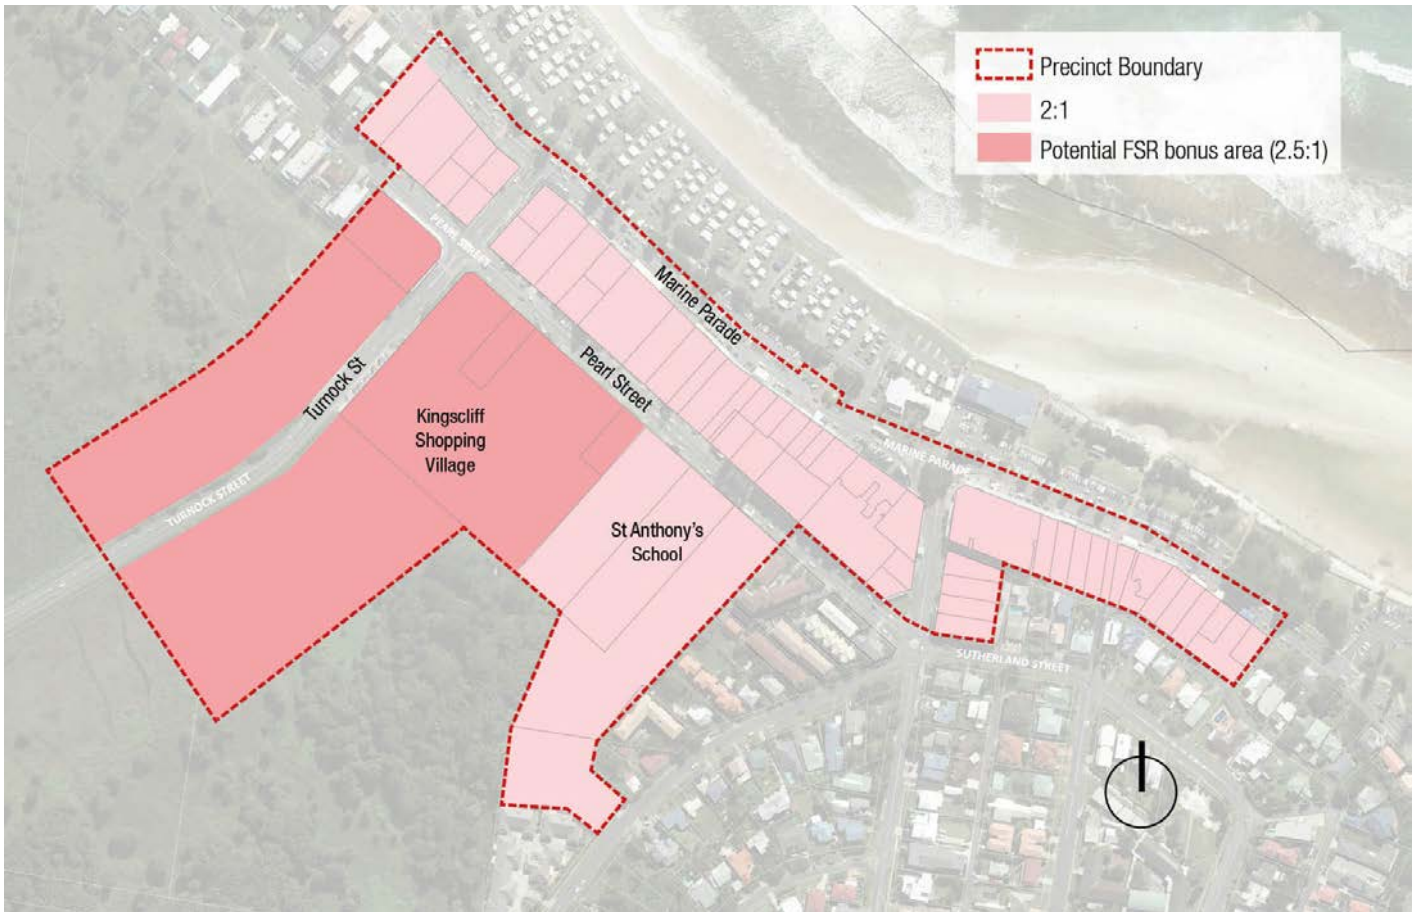 Precinct Boundary
2:1
Potential FSR bonus area (2.5:1)
PEARL STREET
Marine Parade
Turnock St
Pearl Street
Kingscliff
Shopping
Village
MARINE PARADE
TURNOCK STREET
St Anthony's
School
SUTHERLAND STREET